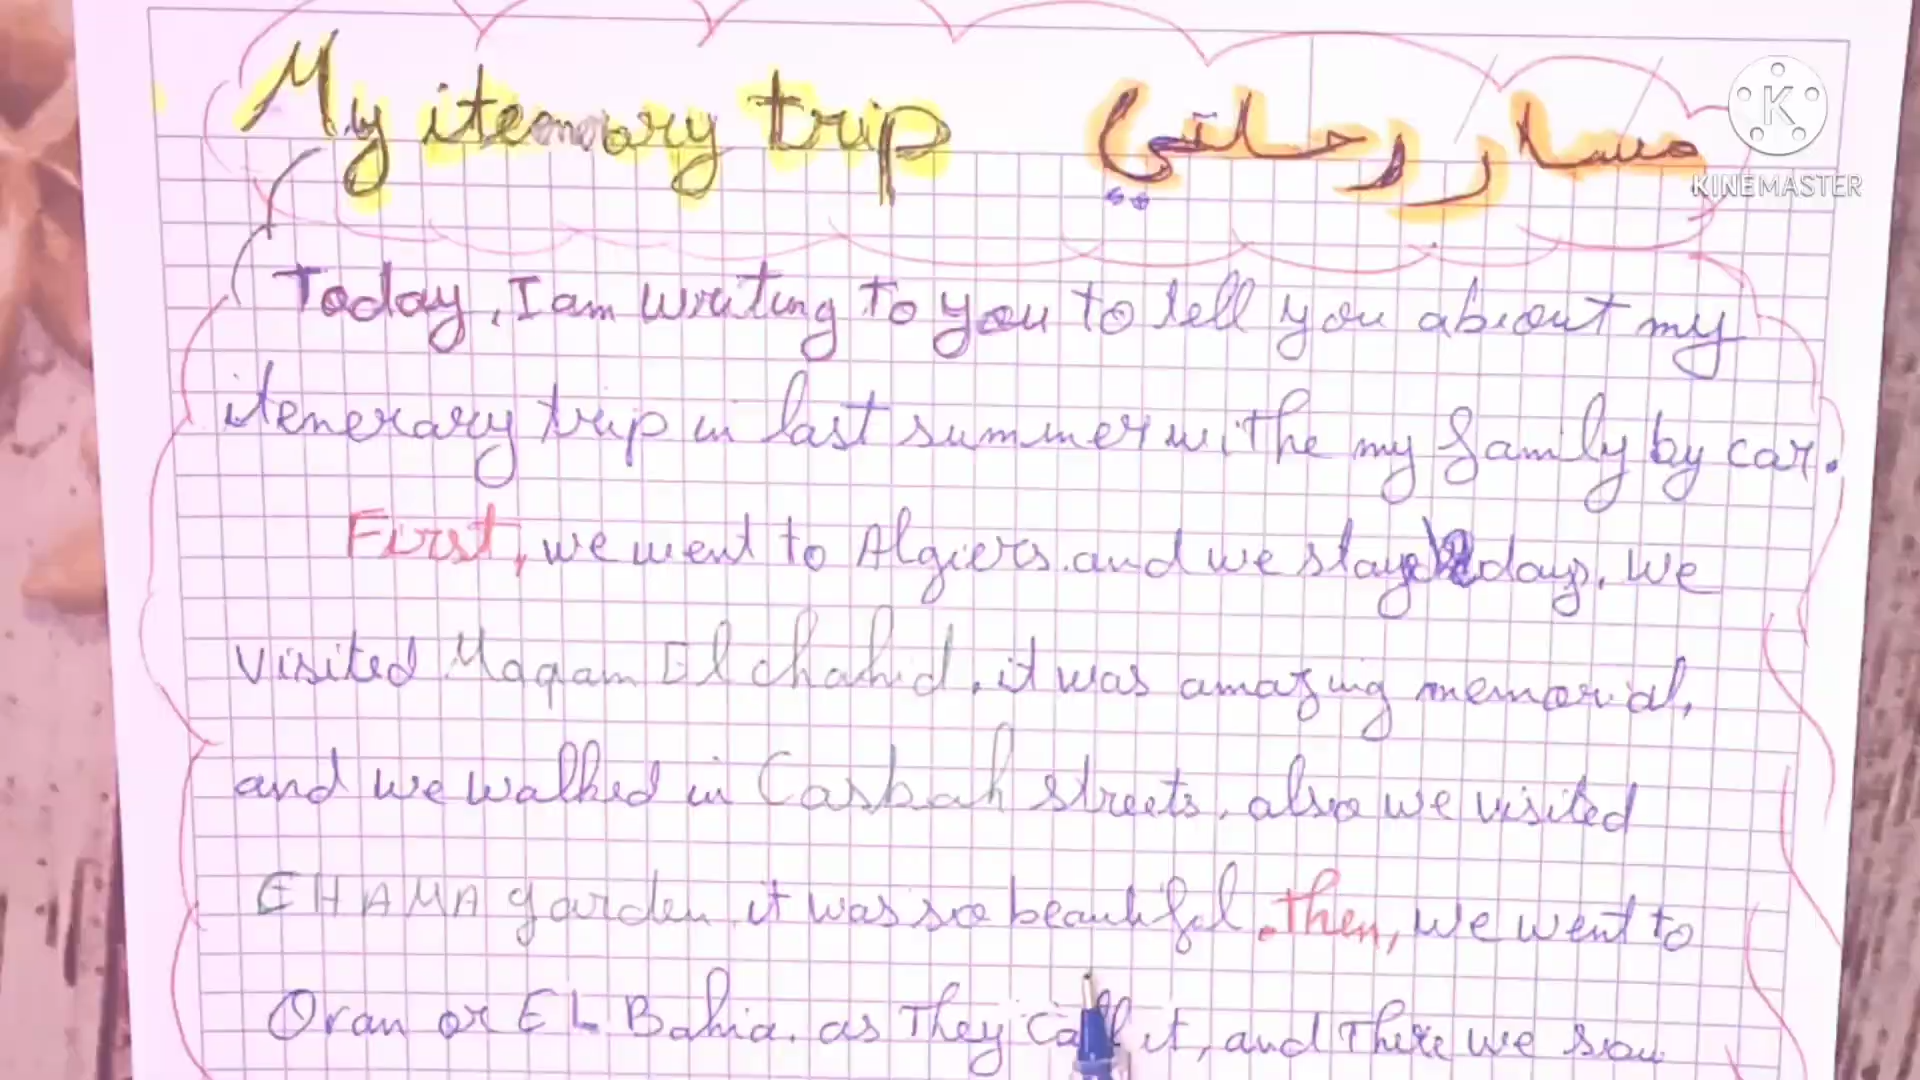 My itemary trip مسار رحلتي
KINEMASTER
Today, I am writing to you to tell you about my
itenerary trip in last summer withe my family by car.
First, we went to Algiers. and we stayed 2 days. We
visited Maqam El chahid. it was amazing memorial,
and we walked in Casbah streets. also we visited
EHAMA garden it was so beautiful. then, we went to
Oran or EL Bahia. as They call it, and There we saw